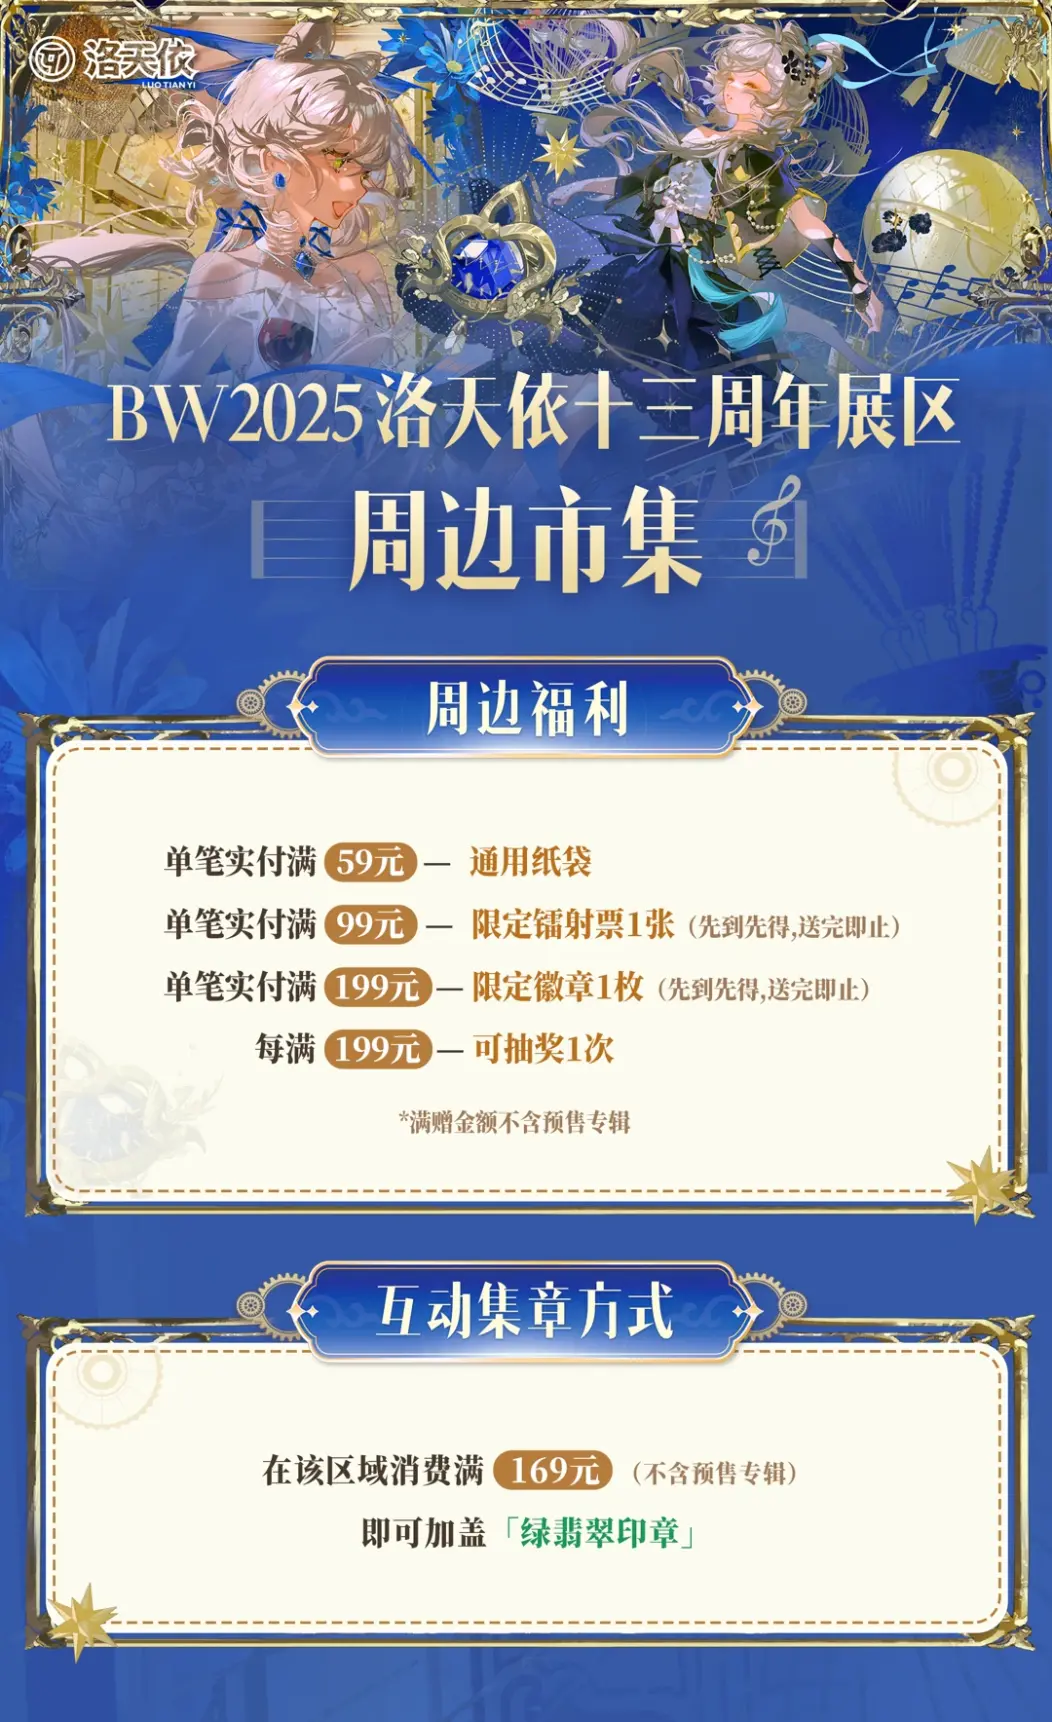 洛天依
LUO TIAN YI
BW2025洛天依十三周年展区
周边市集
周边福利
单笔实付满 59元 — 通用纸袋
单笔实付满 99元 — 限定镭射票1张（先到先得,送完即止）
单笔实付满 199元 — 限定徽章1枚（先到先得,送完即止）
每满 199元 — 可抽奖1次
*满赠金额不含预售专辑
互动集章方式
在该区域消费满 169元（不含预售专辑）
即可加盖「绿翡翠印章」